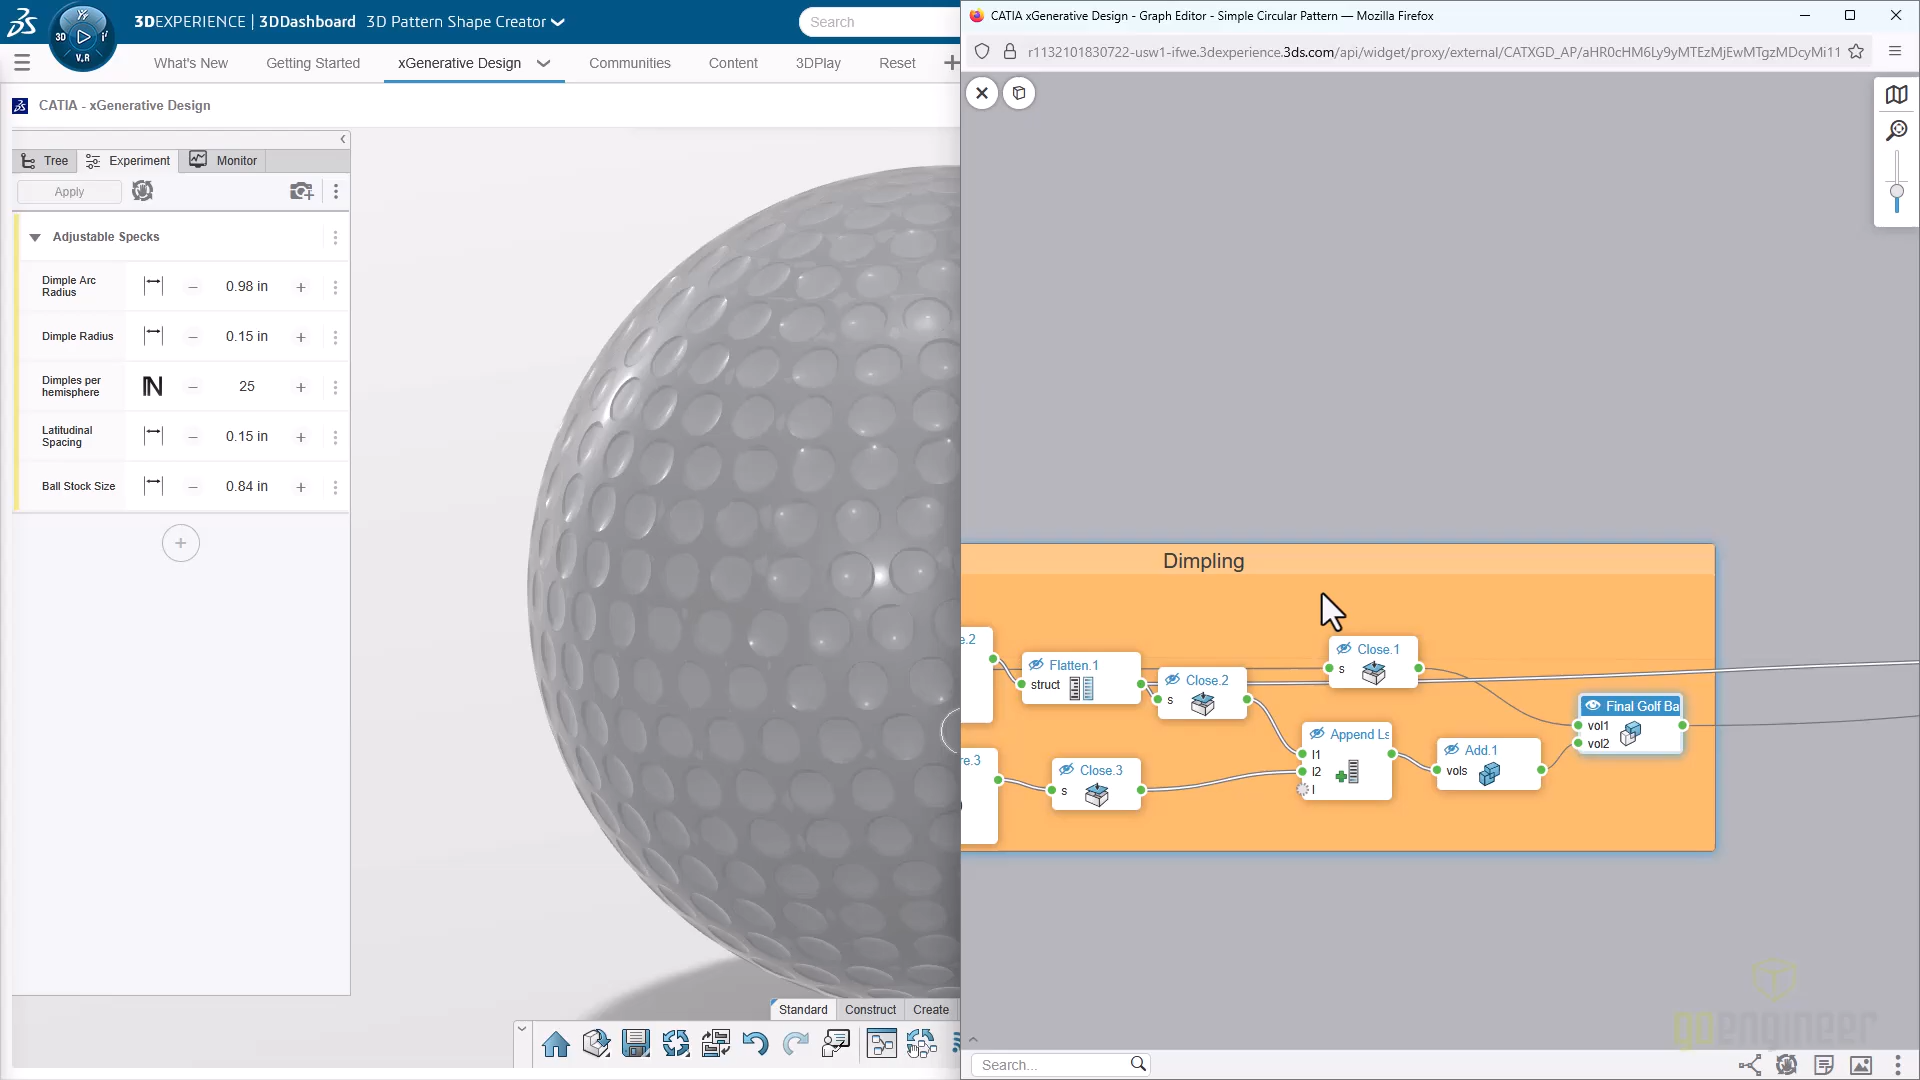 3DEXPERIENCE | 3DDashboard 3D Pattern Shape Creator
Search
3D
V.R
What's New
Getting Started
xGenerative Design
Communities
Content
3DPlay
Reset
CATIA - xGenerative Design
Tree
Experiment
Monitor
Apply
Adjustable Specks
Dimple Arc
Radius
0.98 in
Dimple Radius
0.15 in
Dimples per
hemisphere
25
Latitudinal
Spacing
0.15 in
Ball Stock Size
0.84 in
Standard
Construct
Create
CATIA xGenerative Design - Graph Editor - Simple Circular Pattern — Mozilla Firefox
r1132101830722-usw1-ifwe.3dexperience.3ds.com/api/widget/proxy/external/CATXGD_AP/aHR0cHM6Ly9yMTEzMjEwMTgzMDcyMi11
Dimpling
e.2
Flatten.1
struct
Close.2
s
Close.1
s
Final Golf Ba
vol1
vol2
re.3
Close.3
s
Append Ls
l1
l2
l
Add.1
vols
goengineer
Search...